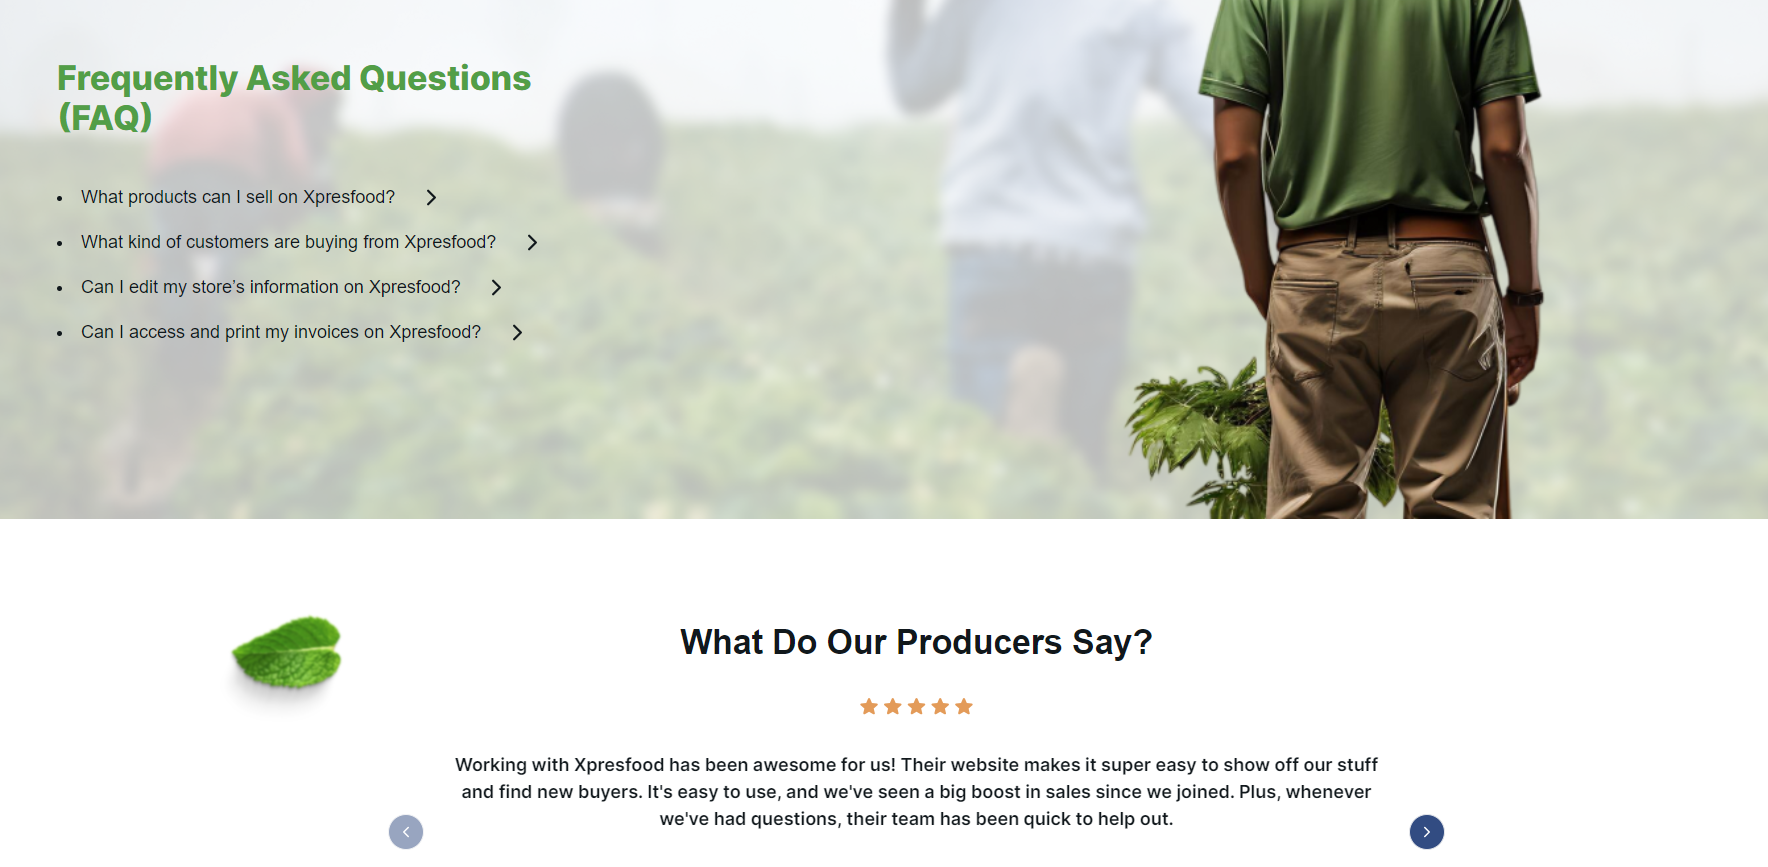 Frequently Asked Questions
(FAQ)
What products can I sell on Xpresfood?
What kind of customers are buying from Xpresfood?
Can I edit my store's information on Xpresfood?
Can I access and print my invoices on Xpresfood?
What Do Our Producers Say?
Working with Xpresfood has been awesome for us! Their website makes it super easy to show off our stuff
and find new buyers. It's easy to use, and we've seen a big boost in sales since we joined. Plus, whenever
we've had questions, their team has been quick to help out.